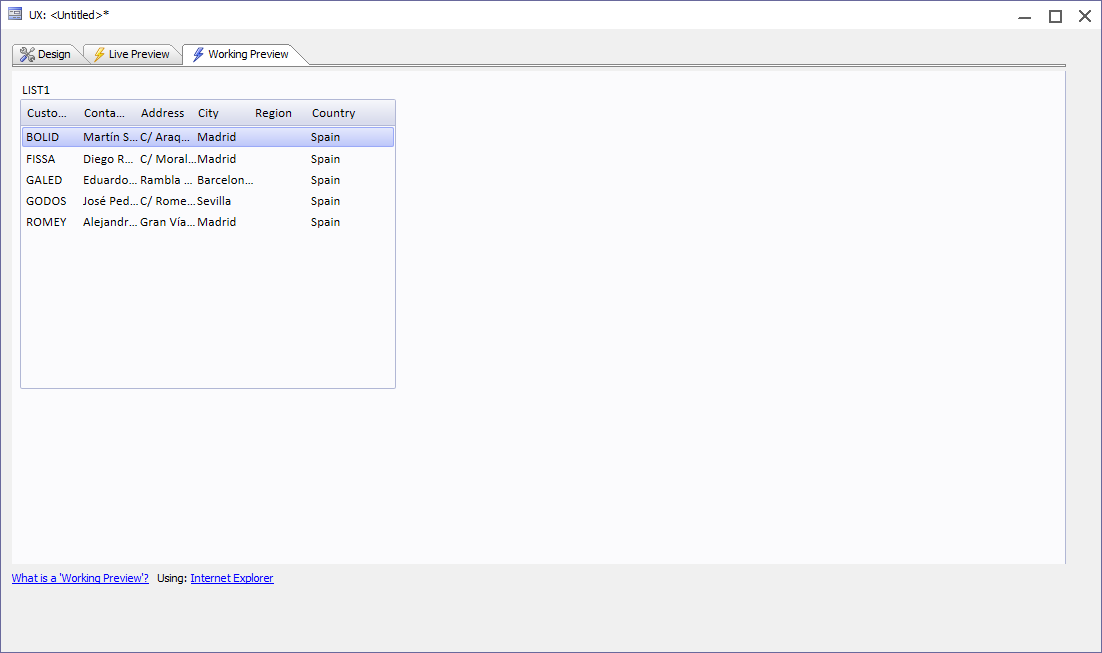 UX: <Untitled>*
Design Live Preview Working Preview
LIST1
Custo... Conta... Address City Region Country
BOLID Martín S... C/ Araq... Madrid Spain
FISSA Diego R... C/ Moral... Madrid Spain
GALED Eduardo... Rambla ... Barcelon... Spain
GODOS José Ped... C/ Rome... Sevilla Spain
ROMEY Alejandr... Gran Vía... Madrid Spain
What is a 'Working Preview'? Using: Internet Explorer